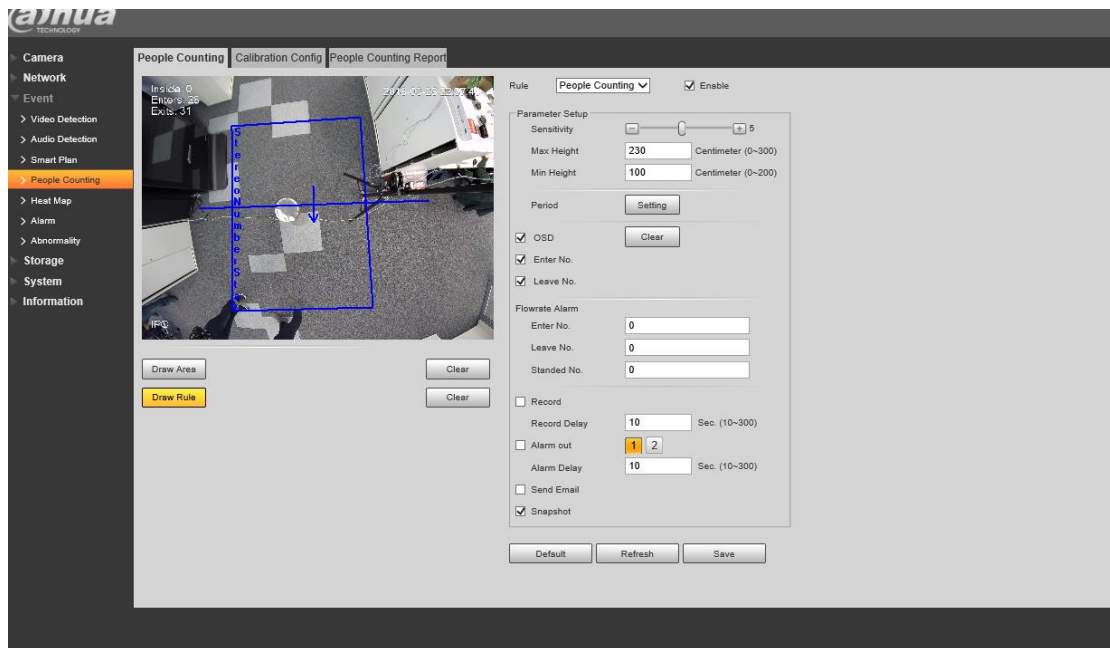 alhua
TECHNOLOGY
Camera
Network
Event
Video Detection
Audio Detection
Smart Plan
People Counting
Heat Map
Alarm
Abnormality
Storage
System
Information
People Counting
Calibration Config
People Counting Report
Inside: 0
Enters: 28
Exits: 31
StereoNumberSt
IPC
Draw Area
Clear
Draw Rule
Clear
Rule People Counting Enable
Parameter Setup
Sensitivity - + 5
Max Height 230 Centimeter (0~300)
Min Height 100 Centimeter (0~200)
Period Setting
OSD Clear
Enter No.
Leave No.
Flowrate Alarm
Enter No. 0
Leave No. 0
Standed No. 0
Record
Record Delay 10 Sec. (10~300)
Alarm out 1 2
Alarm Delay 10 Sec. (10~300)
Send Email
Snapshot
Default Refresh Save